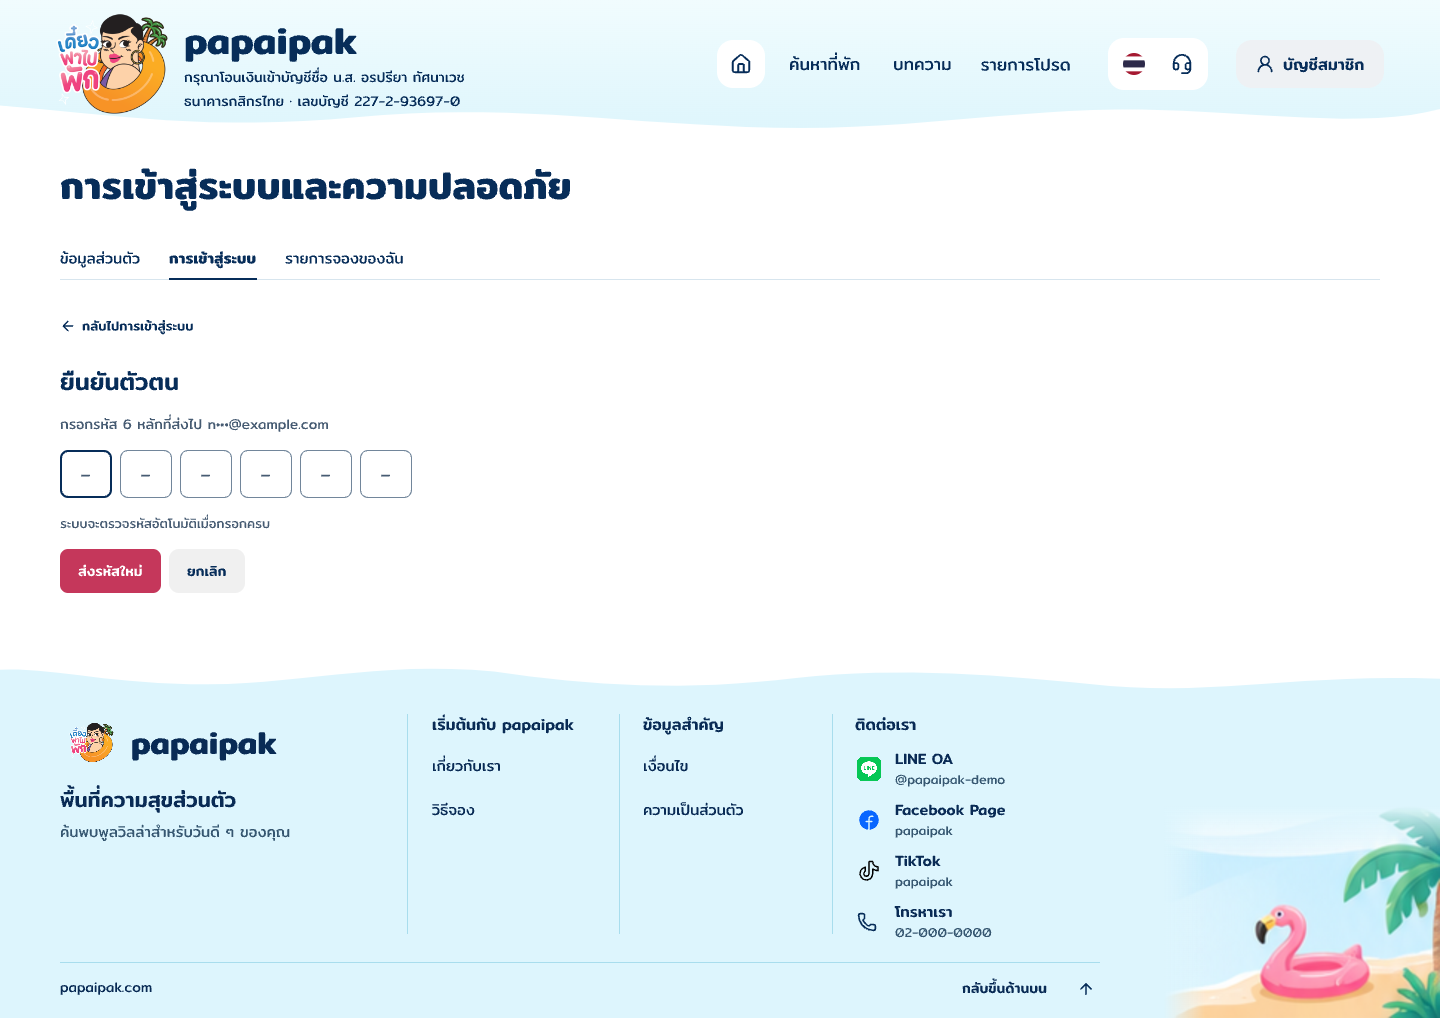 เดี๋ยว
พาไป
พัก
papaipak
กรุณาโอนเงินเข้าบัญชีชื่อ น.ส. อรปรียา ทัศนาเวช
ธนาคารกสิกรไทย · เลขบัญชี 227-2-93697-0
ค้นหาที่พัก
บทความ
รายการโปรด
บัญชีสมาชิก
การเข้าสู่ระบบและความปลอดภัย
ข้อมูลส่วนตัว
การเข้าสู่ระบบ
รายการจองของฉัน
← กลับไปการเข้าสู่ระบบ
ยืนยันตัวตน
กรอกรหัส 6 หลักที่ส่งไป n•••@example.com
– – – – – –
ระบบจะตรวจรหัสอัตโนมัติเมื่อกรอกครบ
ส่งรหัสใหม่
ยกเลิก
เดี๋ยว
พาไป
พัก
papaipak
พื้นที่ความสุขส่วนตัว
ค้นพบพูลวิลล่าสำหรับวันดี ๆ ของคุณ
เริ่มต้นกับ papaipak
เกี่ยวกับเรา
วิธีจอง
ข้อมูลสำคัญ
เงื่อนไข
ความเป็นส่วนตัว
ติดต่อเรา
LINE
LINE OA
@papaipak-demo
Facebook Page
papaipak
TikTok
papaipak
โทรหาเรา
02-000-0000
papaipak.com
กลับขึ้นด้านบน ↑